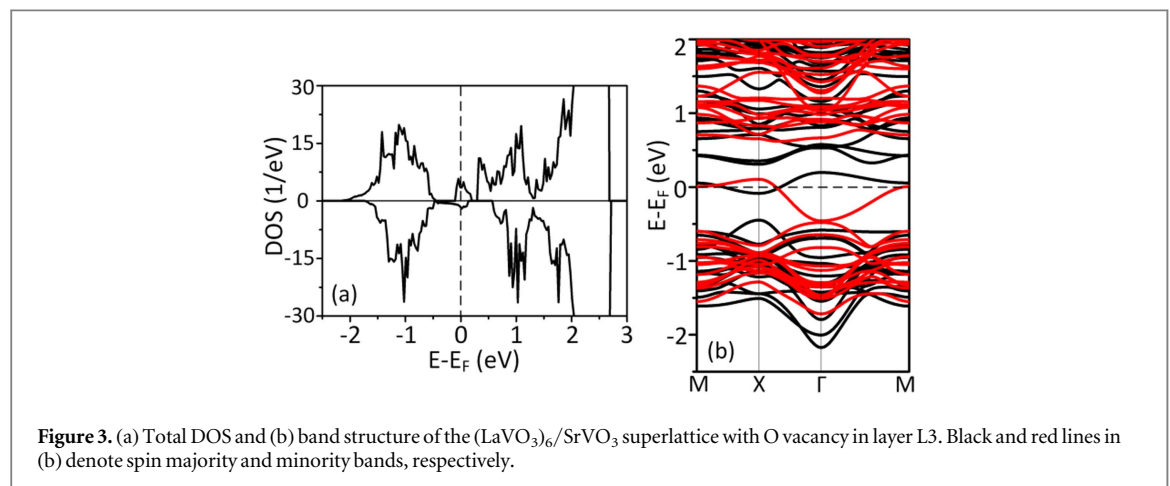 30
15
0
-15
-30
DOS (1/eV)
(a)
-2 -1 0 1 2 3
E-E_F (eV)
2
1
0
-1
-2
E-E_F (eV)
(b)
M X Γ M
Figure 3. (a) Total DOS and (b) band structure of the (LaVO₃)₆/SrVO₃ superlattice with O vacancy in layer L3. Black and red lines in
(b) denote spin majority and minority bands, respectively.